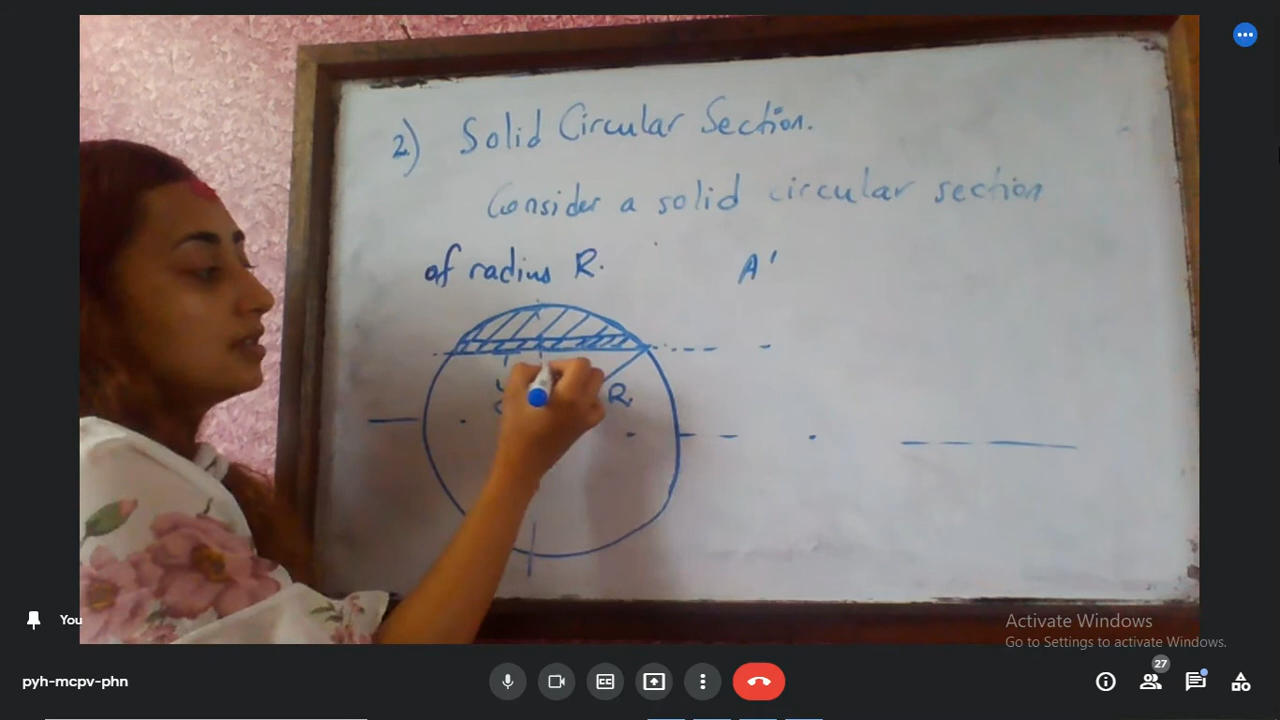 2) Solid Circular Section.
Consider a solid circular section
of radius R.
A'
R.
You
Activate Windows
Go to Settings to activate Windows.
27
pyh-mcpv-phn